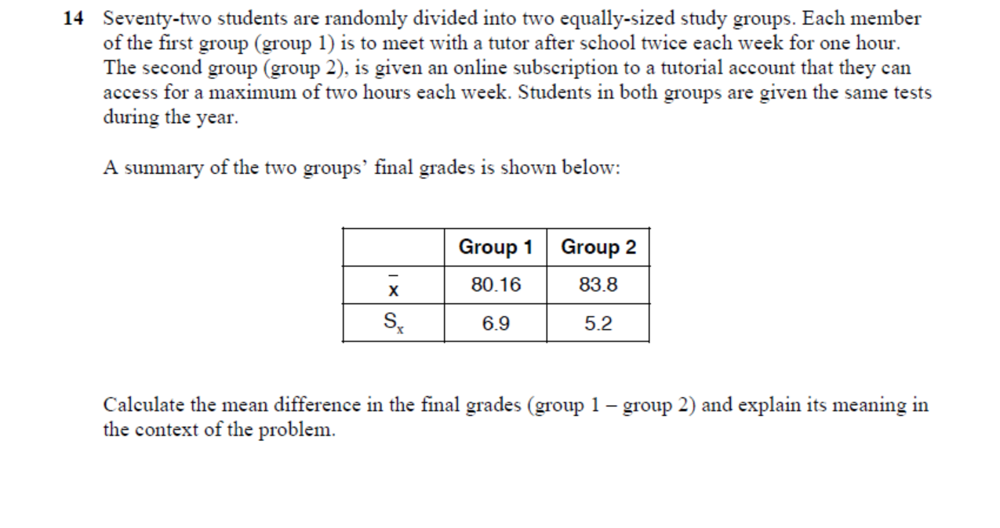 14 Seventy-two students are randomly divided into two equally-sized study groups. Each member
of the first group (group 1) is to meet with a tutor after school twice each week for one hour.
The second group (group 2), is given an online subscription to a tutorial account that they can
access for a maximum of two hours each week. Students in both groups are given the same tests
during the year.
A summary of the two groups’ final grades is shown below:
Group 1 Group 2
x̄ 80.16 83.8
Sₓ 6.9 5.2
Calculate the mean difference in the final grades (group 1 – group 2) and explain its meaning in
the context of the problem.